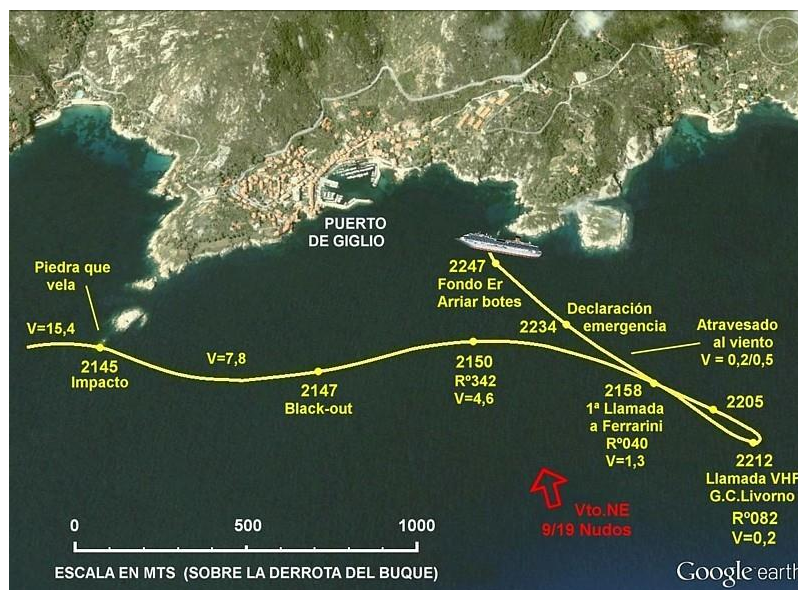 PUERTO
DE GIGLIO
Piedra que
vela
V=15,4
2145
Impacto
V=7,8
2147
Black-out
2150
Rº342
V=4,6
2247
Fondo Er
Arriar botes
2234
Declaración
emergencia
Atravesado
al viento
V = 0,2/0,5
2158
1ª Llamada
a Ferrarini
Rº040
V=1,3
2205
2212
Llamada VHF
G.C.Livorno
Rº082
V=0,2
Vto.NE
9/19 Nudos
0 500 1000
ESCALA EN MTS (SOBRE LA DERROTA DEL BUQUE)
Google earth